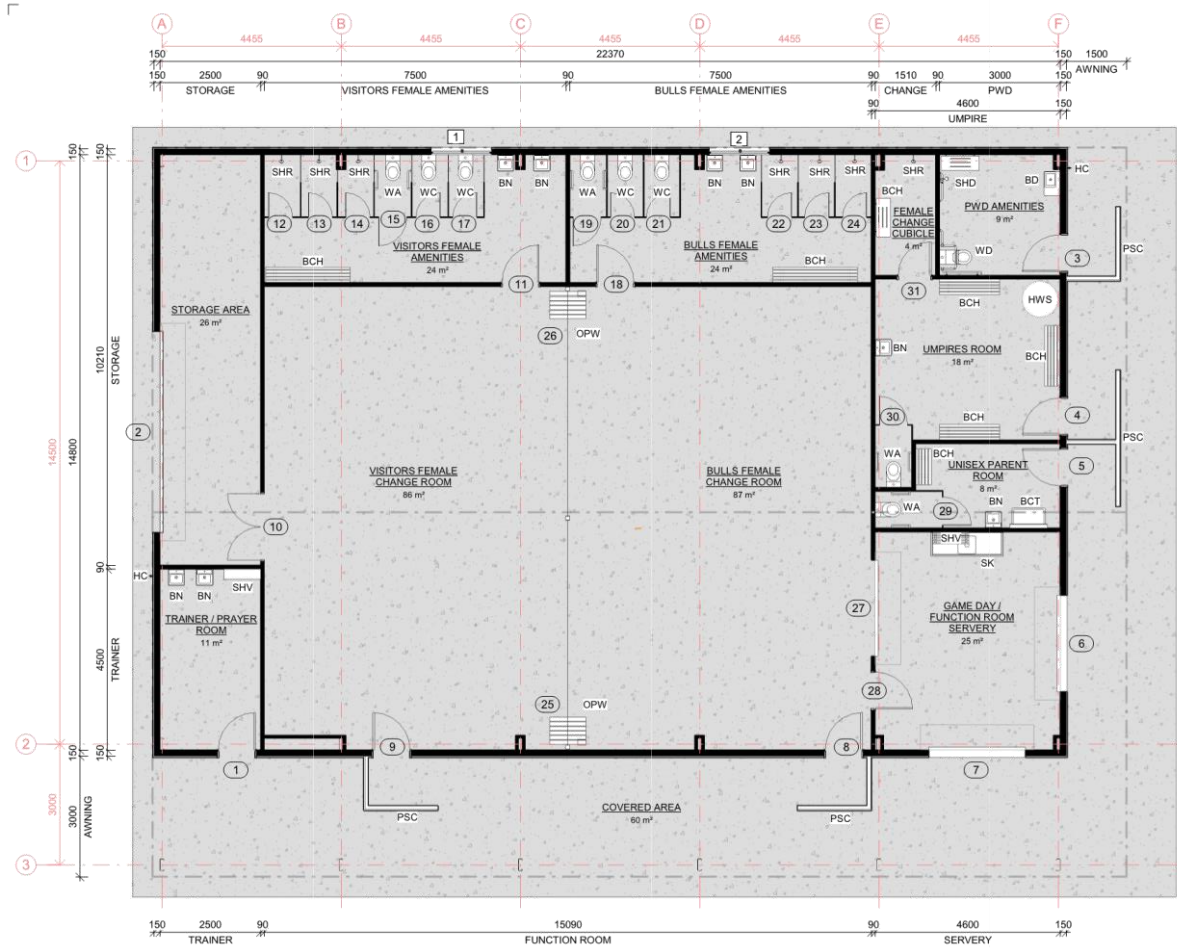 A B C D E F
4455 4455 4455 4455 4455
150 22370 150 1500
AWNING
150 2500 90 7500 90 7500 90 1510 90 3000 150
STORAGE VISITORS FEMALE AMENITIES BULLS FEMALE AMENITIES CHANGE PWD
90 4600 150
UMPIRE
1 2
1
150 150
SHR SHR SHR WA WC WC BN BN WA WC WC BN BN SHR SHR SHR SHR SHD BD HC
12 13 14 15 16 17 19 20 21 22 23 24
BCH
FEMALE
CHANGE
CUBICLE
4 m²
PWD AMENITIES
9 m²
WD
PSC
3
VISITORS FEMALE
AMENITIES
24 m²
BULLS FEMALE
AMENITIES
24 m²
BCH BCH
11 18 31
STORAGE AREA
26 m²
26 OPW
BCH
HWS
BN
UMPIRES ROOM
18 m²
BCH
10210
STORAGE
30
BCH
4
PSC
2
14500
14800
VISITORS FEMALE
CHANGE ROOM
86 m²
BULLS FEMALE
CHANGE ROOM
87 m²
WA
BCH
UNISEX PARENT
ROOM
8 m²
5
WA
29
BN
BCT
10
SHV
SK
HC
90
BN BN
SHV
TRAINER / PRAYER
ROOM
11 m²
27
GAME DAY /
FUNCTION ROOM
SERVERY
25 m²
6
4500
TRAINER
28
25 OPW
2
150 150
1 9 8 7
3000
3000
AWNING
PSC
COVERED AREA
60 m²
PSC
3
150 2500 90 15090 90 4600 150
TRAINER FUNCTION ROOM SERVERY